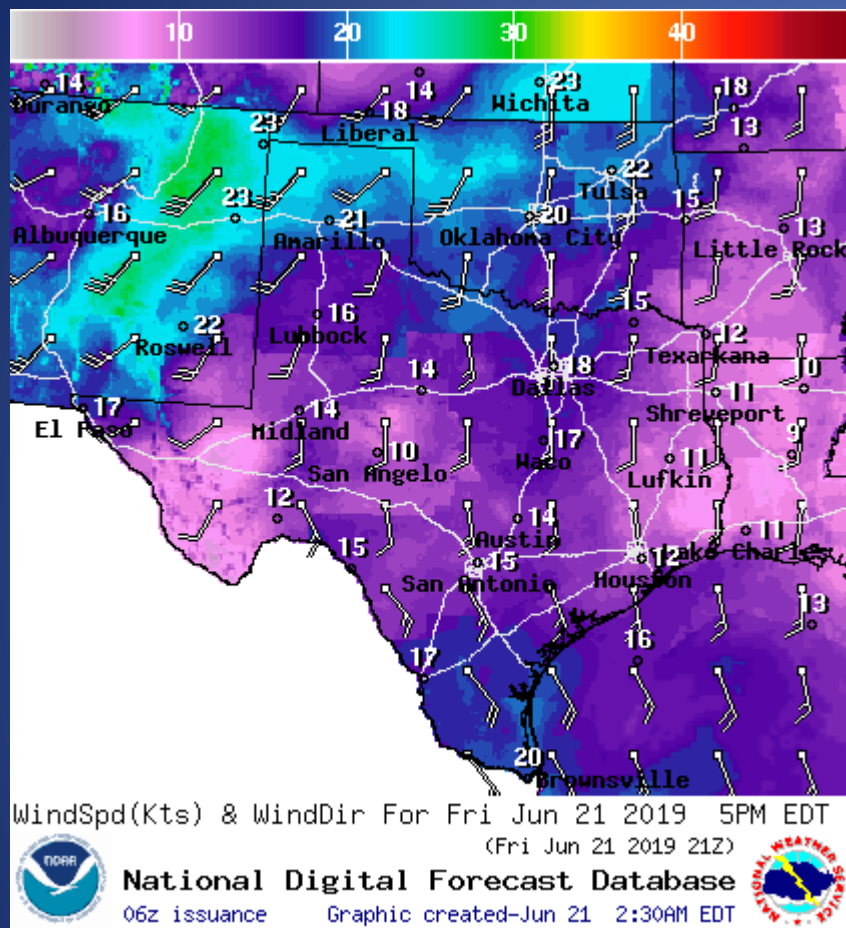 10 20 30 40
14 14 23 18
Durango Wichita
18
Liberal
23 13
22
Tulsa
16 23 21 20 15 13
Albuquerque Amarillo Oklahoma City Little Rock
22 16 15 12
Roswell Lubbock Texarkana
18
14 Dallas 10
17 11
El Paso 14 Shreveport
Midland
10 17 11 9
San Angelo Waco Lufkin
12 14 11
Austin Lake Charles
15 15 12
San Antonio Houston
13
17 16
20
Brownsville
WindSpd(Kts) & WindDir For Fri Jun 21 2019 5PM EDT
(Fri Jun 21 2019 21Z)
NOAA
National Digital Forecast Database
06z issuance Graphic created-Jun 21 2:30AM EDT
NATIONAL WEATHER SERVICE